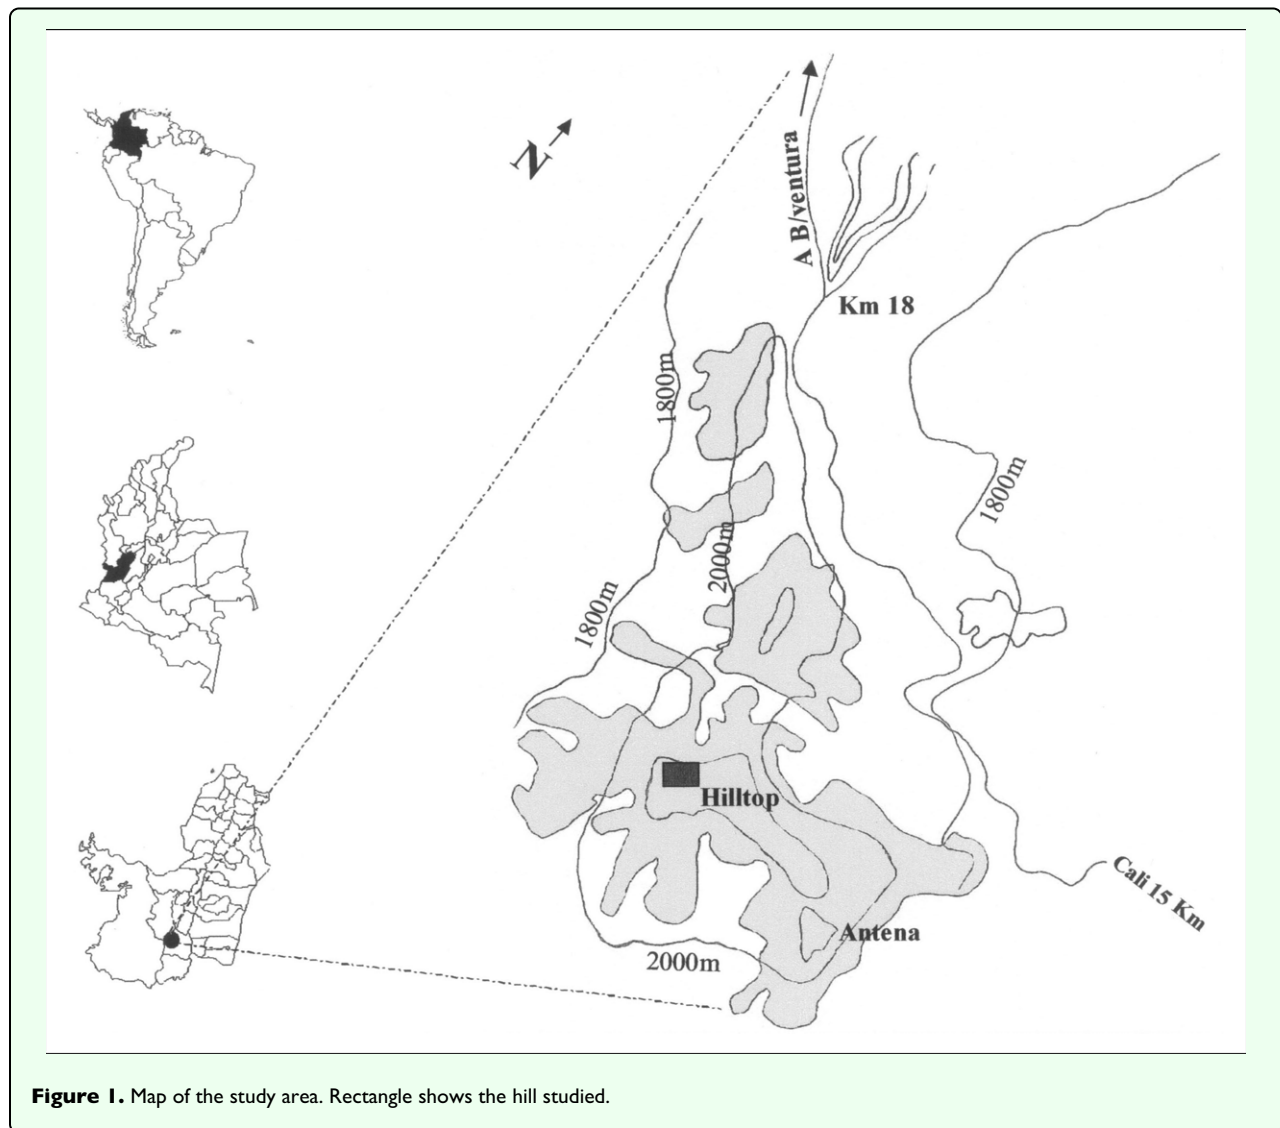 N
A B/ventura
Km 18
1800m
1800m
2000m
1800m
Hilltop
Antena
Cali 15 Km
2000m
Figure 1. Map of the study area. Rectangle shows the hill studied.